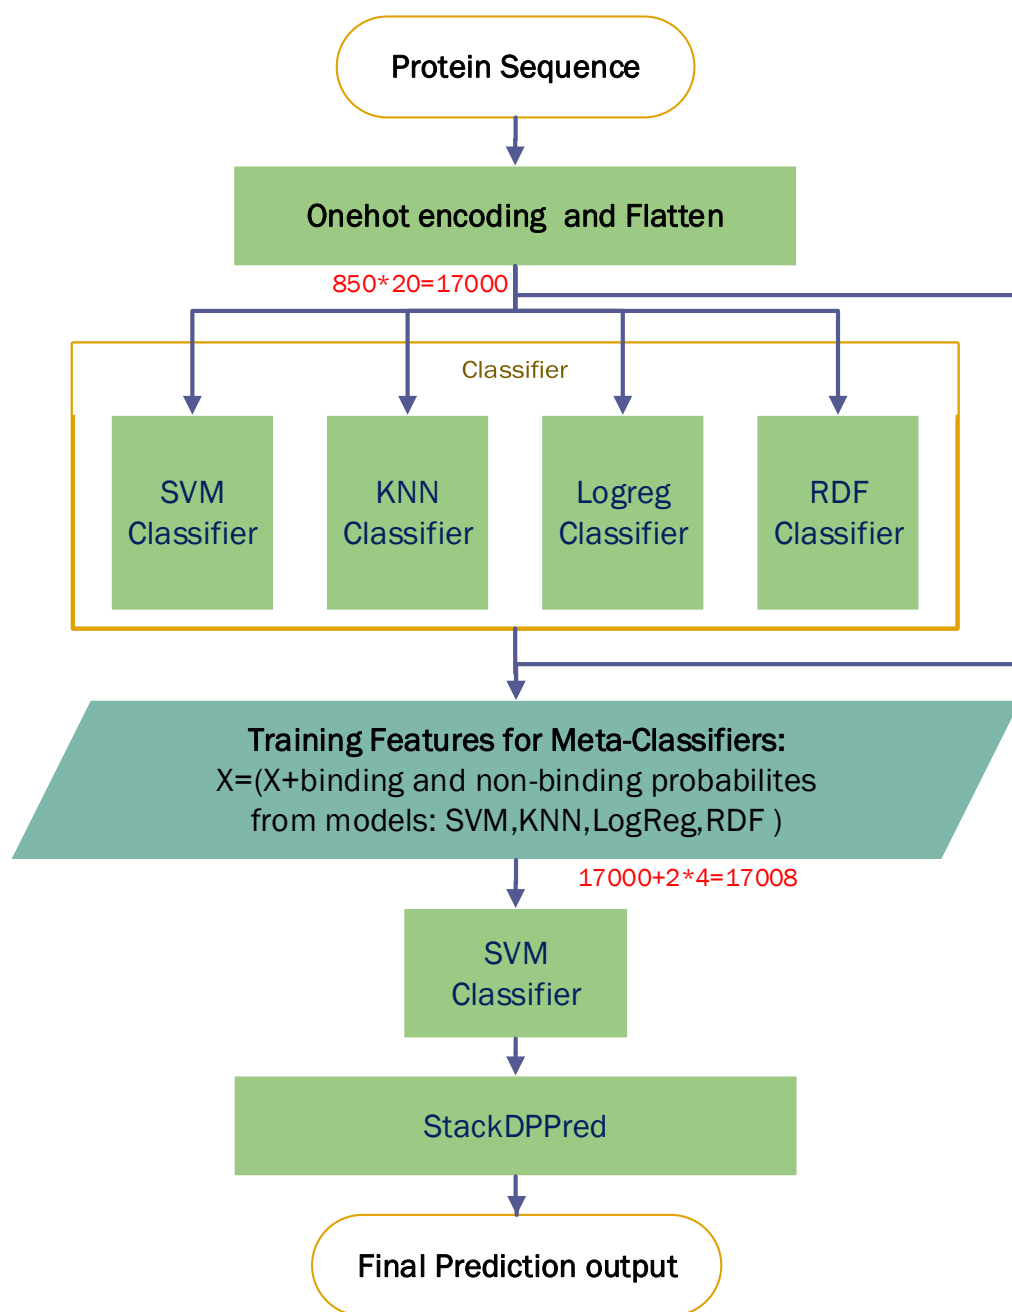 Protein Sequence
Onehot encoding and Flatten
850*20=17000
Classifier
SVM
Classifier
KNN
Classifier
Logreg
Classifier
RDF
Classifier
Training Features for Meta-Classifiers:
X=(X+binding and non-binding probabilites
from models: SVM,KNN,LogReg,RDF )
17000+2*4=17008
SVM
Classifier
StackDPPred
Final Prediction output